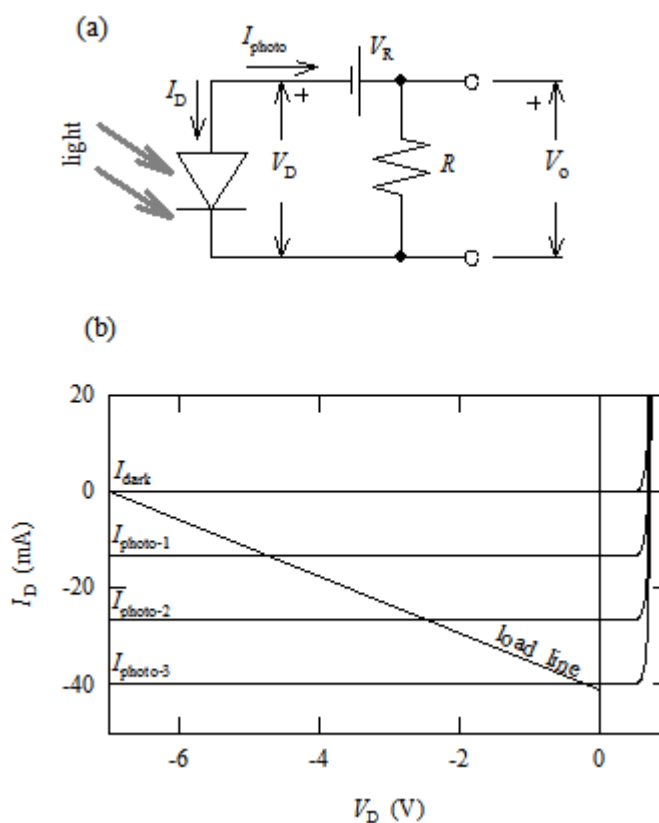 (a)
I_photo
V_R
+
+
I_D
light
V_D
R
V_o
(b)
20
I_dark
0
I_photo-1
I_D (mA)
-20
I_photo-2
load line
I_photo-3
-40
-6
-4
-2
0
V_D (V)